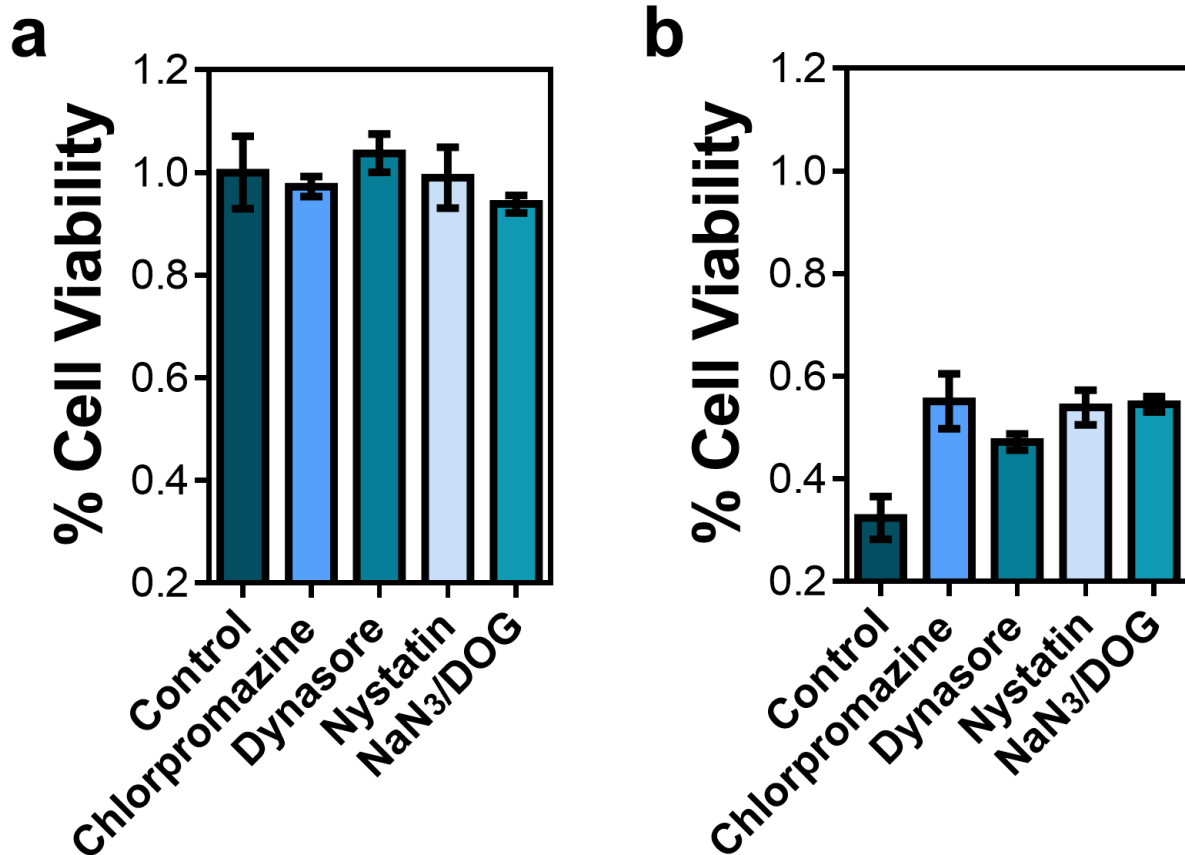 a
% Cell Viability
1.2
1.0
0.8
0.6
0.4
0.2
Control
Chlorpromazine
Dynasore
Nystatin
NaN₃/DOG
b
% Cell Viability
1.2
1.0
0.8
0.6
0.4
0.2
Control
Chlorpromazine
Dynasore
Nystatin
NaN₃/DOG